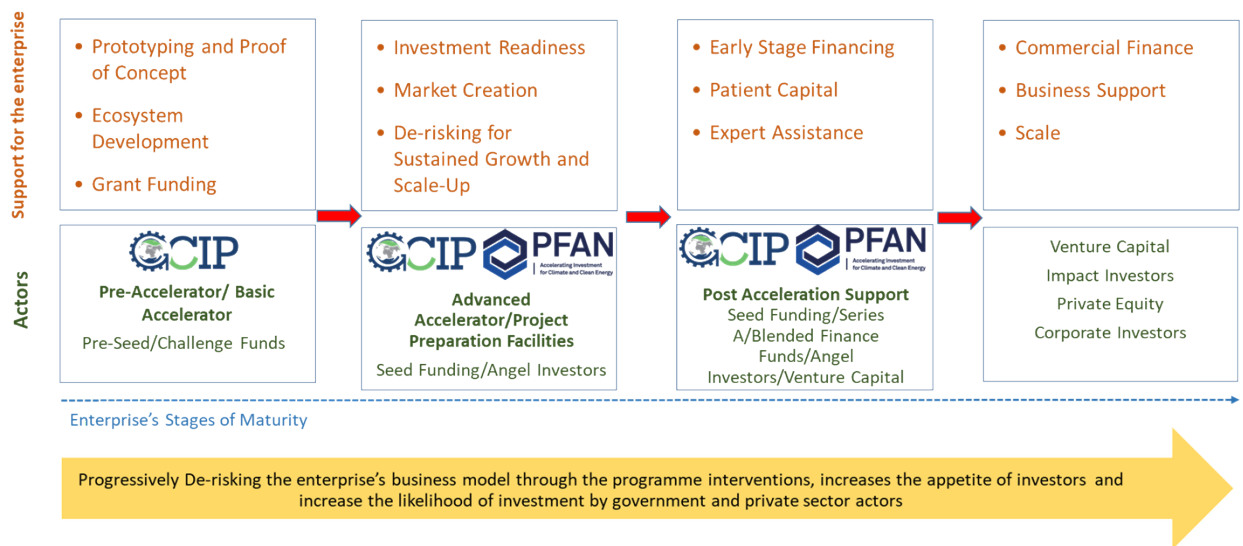 Support for the enterprise
• Prototyping and Proof
of Concept
• Ecosystem
Development
• Grant Funding
• Investment Readiness
• Market Creation
• De-risking for
Sustained Growth and
Scale-Up
• Early Stage Financing
• Patient Capital
• Expert Assistance
• Commercial Finance
• Business Support
• Scale
Actors
GCIP
Pre-Accelerator/ Basic
Accelerator
Pre-Seed/Challenge Funds
GCIP
PFAN
Accelerating Investment
for Climate and Clean Energy
Advanced
Accelerator/Project
Preparation Facilities
Seed Funding/Angel Investors
GCIP
PFAN
Accelerating Investment
for Climate and Clean Energy
Post Acceleration Support
Seed Funding/Series
A/Blended Finance
Funds/Angel
Investors/Venture Capital
Venture Capital
Impact Investors
Private Equity
Corporate Investors
Enterprise's Stages of Maturity
Progressively De-risking the enterprise's business model through the programme interventions, increases the appetite of investors and
increase the likelihood of investment by government and private sector actors